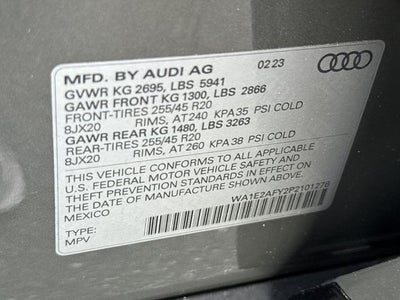 MFD. BY AUDI AG 02 23
GVWR KG 2695, LBS 5941
GAWR FRONT KG 1300, LBS 2866
FRONT-TIRES 255/45 R20
8JX20 RIMS, AT 240 KPA 35 PSI COLD
GAWR REAR KG 1480, LBS 3263
REAR-TIRES 255/45 R20
8JX20 RIMS, AT 260 KPA 38 PSI COLD
THIS VEHICLE CONFORMS TO ALL APPLICABLE
U.S. FEDERAL MOTOR VEHICLE SAFETY AND
THEFT PREVENTION STANDARDS IN EFFECT ON
THE DATE OF MANUFACTURE SHOWN ABOVE.
MEXICO
WA1E2AFY2P2101278
TYPE:
MPV